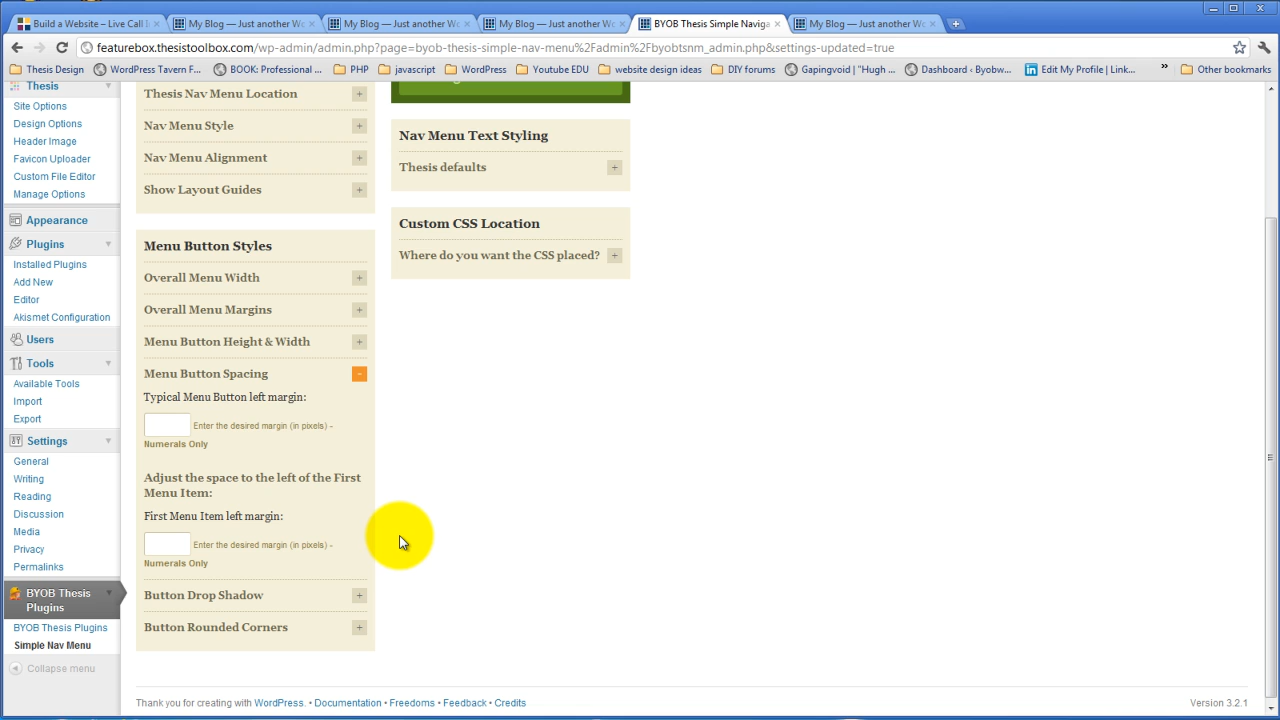 Build a Website – Live Call I
My Blog — Just another Wo
My Blog — Just another Wo
My Blog — Just another Wo
BYOB Thesis Simple Naviga
My Blog — Just another Wo
featurebox.thesistoolbox.com/wp-admin/admin.php?page=byob-thesis-simple-nav-menu%2Fadmin%2Fbyobtsnm_admin.php&settings-updated=true
Thesis Design
WordPress Tavern F...
BOOK: Professional ...
PHP
javascript
WordPress
Youtube EDU
website design ideas
DIY forums
Gapingvoid | "Hugh ...
Dashboard ‹ Byobw...
Edit My Profile | Link...
»
Other bookmarks
Thesis
Site Options
Design Options
Header Image
Favicon Uploader
Custom File Editor
Manage Options
Appearance
Plugins
Installed Plugins
Add New
Editor
Akismet Configuration
Users
Tools
Available Tools
Import
Export
Settings
General
Writing
Reading
Discussion
Media
Privacy
Permalinks
BYOB Thesis
Plugins
BYOB Thesis Plugins
Simple Nav Menu
Collapse menu
Thesis Nav Menu Location +
Nav Menu Style +
Nav Menu Alignment +
Show Layout Guides +
Menu Button Styles
Overall Menu Width +
Overall Menu Margins +
Menu Button Height & Width +
Menu Button Spacing -
Typical Menu Button left margin:
Enter the desired margin (in pixels) –
Numerals Only
Adjust the space to the left of the First
Menu Item:
First Menu Item left margin:
Enter the desired margin (in pixels) –
Numerals Only
Button Drop Shadow +
Button Rounded Corners +
Nav Menu Text Styling
Thesis defaults +
Custom CSS Location
Where do you want the CSS placed? +
Thank you for creating with WordPress. • Documentation • Freedoms • Feedback • Credits
Version 3.2.1